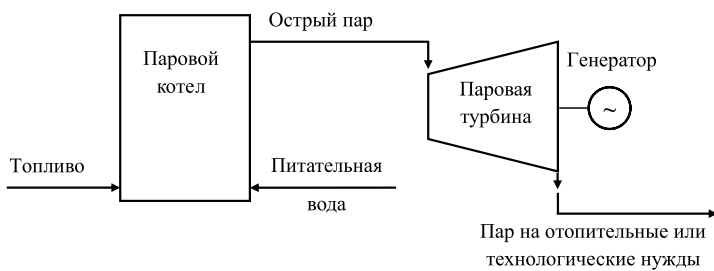 Острый пар
Паровой
котел
Генератор
Паровая
турбина
~
Топливо
Питательная
вода
Пар на отопительные или
технологические нужды